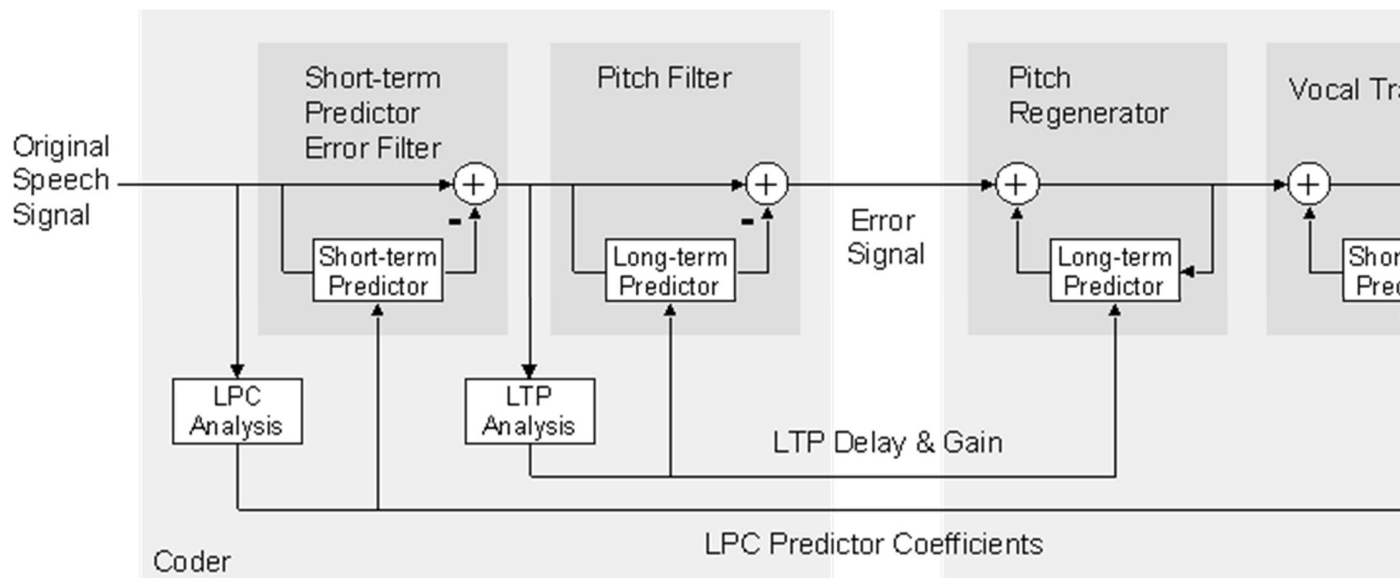 Short-term
Predictor
Error Filter
Pitch Filter
Pitch
Regenerator
Vocal
Original
Speech
Signal
+
+
+
+
-
-
Error
Signal
Short-term
Predictor
Long-term
Predictor
Long-term
Predictor
LPC
Analysis
LTP
Analysis
LTP Delay & Gain
LPC Predictor Coefficients
Coder